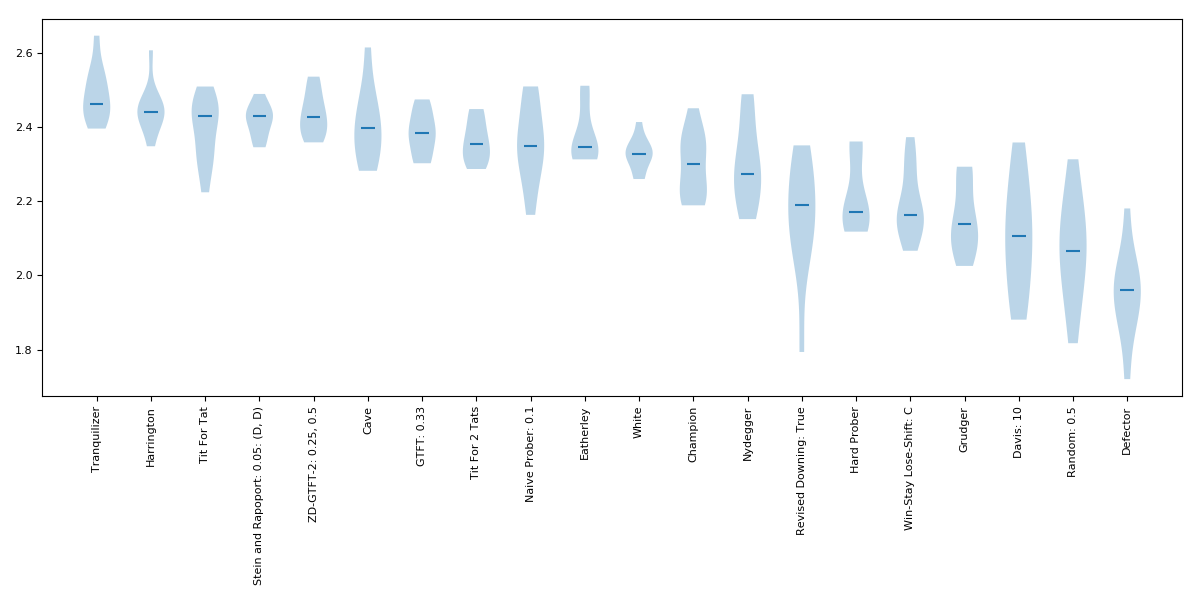 2.6
2.4
2.2
2.0
1.8
Tranquilizer
Harrington
Tit For Tat
Stein and Rapoport: 0.05: (D, D)
ZD-GTFT-2: 0.25, 0.5
Cave
GTFT: 0.33
Tit For 2 Tats
Naive Prober: 0.1
Eatherley
White
Champion
Nydegger
Revised Downing: True
Hard Prober
Win-Stay Lose-Shift: C
Grudger
Davis: 10
Random: 0.5
Defector